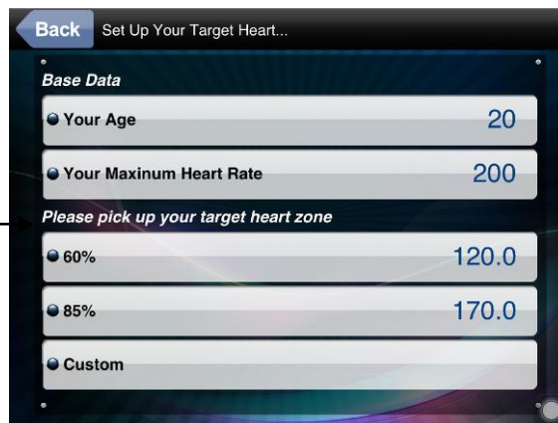 Back Set Up Your Target Heart...
Base Data
Your Age 20
Your Maxinum Heart Rate 200
Please pick up your target heart zone
60% 120.0
85% 170.0
Custom